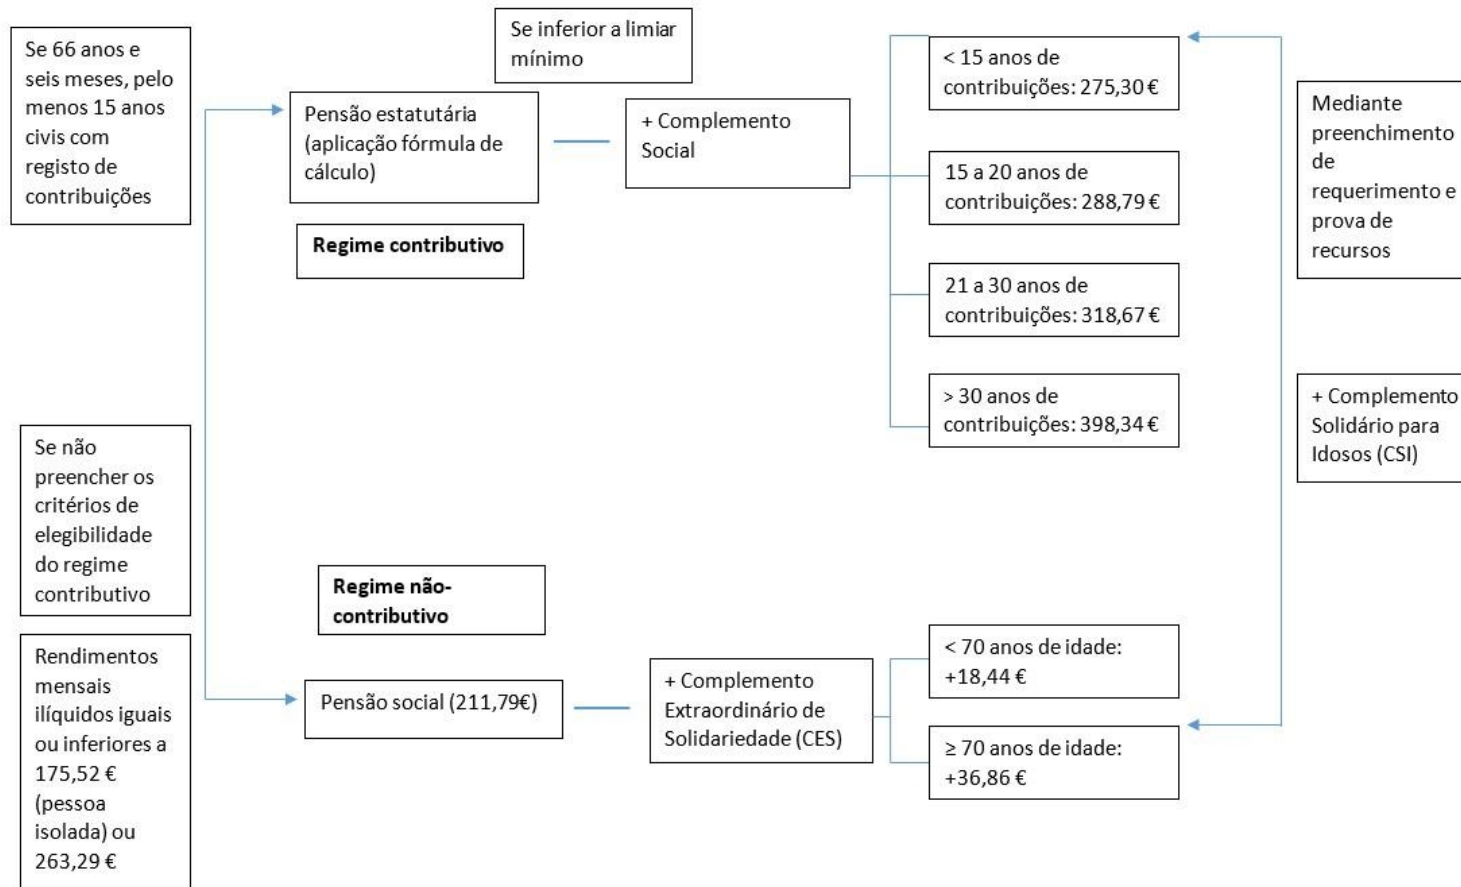 Se 66 anos e
seis meses, pelo
menos 15 anos
civis com
registo de
contribuições
Se inferior a limiar
mínimo
Pensão estatutária
(aplicação fórmula de
cálculo)
+ Complemento
Social
Regime contributivo
< 15 anos de
contribuições: 275,30 €
15 a 20 anos de
contribuições: 288,79 €
21 a 30 anos de
contribuições: 318,67 €
> 30 anos de
contribuições: 398,34 €
Mediante
preenchimento
de
requerimento e
prova de
recursos
+ Complemento
Solidário para
Idosos (CSI)
Se não
preencher os
critérios de
elegibilidade
do regime
contributivo
Rendimentos
mensais
ilíquidos iguais
ou inferiores a
175,52 €
(pessoa
isolada) ou
263,29 €
Regime não-
contributivo
Pensão social (211,79€)
+ Complemento
Extraordinário de
Solidariedade (CES)
< 70 anos de idade:
+18,44 €
≥ 70 anos de idade:
+36,86 €